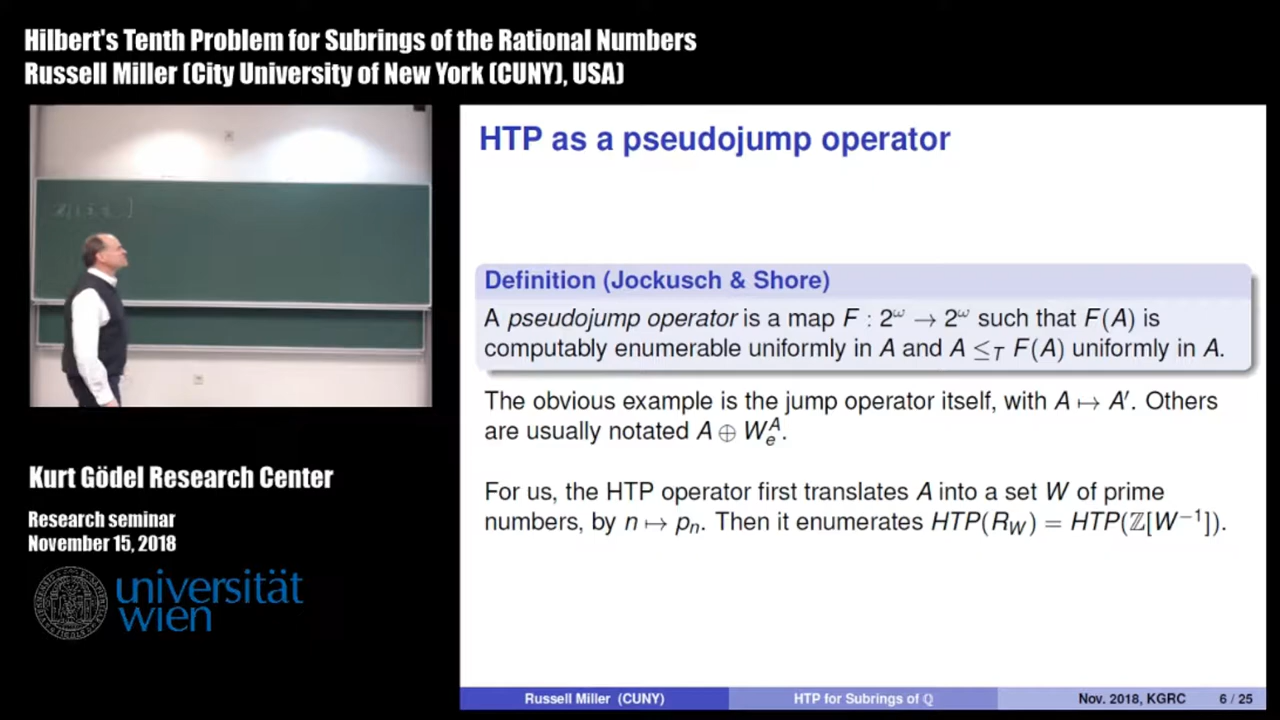 Hilbert's Tenth Problem for Subrings of the Rational Numbers
Russell Miller (City University of New York (CUNY), USA)
HTP as a pseudojump operator
Definition (Jockusch & Shore)
A pseudojump operator is a map F : 2^ω → 2^ω such that F(A) is
computably enumerable uniformly in A and A ≤_T F(A) uniformly in A.
The obvious example is the jump operator itself, with A ↦ A′. Others
are usually notated A ⊕ W_e^A.
For us, the HTP operator first translates A into a set W of prime
numbers, by n ↦ p_n. Then it enumerates HTP(R_W) = HTP(ℤ[W^−1]).
Kurt Gödel Research Center
Research seminar
November 15, 2018
universität
wien
Russell Miller (CUNY)
HTP for Subrings of ℚ
Nov. 2018, KGRC
6 / 25